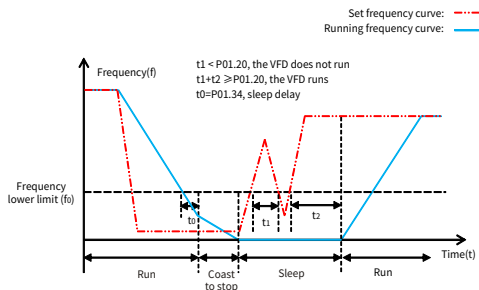 Set frequency curve:
Running frequency curve:
t1 < P01.20, the VFD does not run
t1+t2 ≥P01.20, the VFD runs
t0=P01.34, sleep delay
Frequency(f)
Frequency
lower limit (f0)
t0
t1
t2
Time(t)
Run
Coast
to stop
Sleep
Run